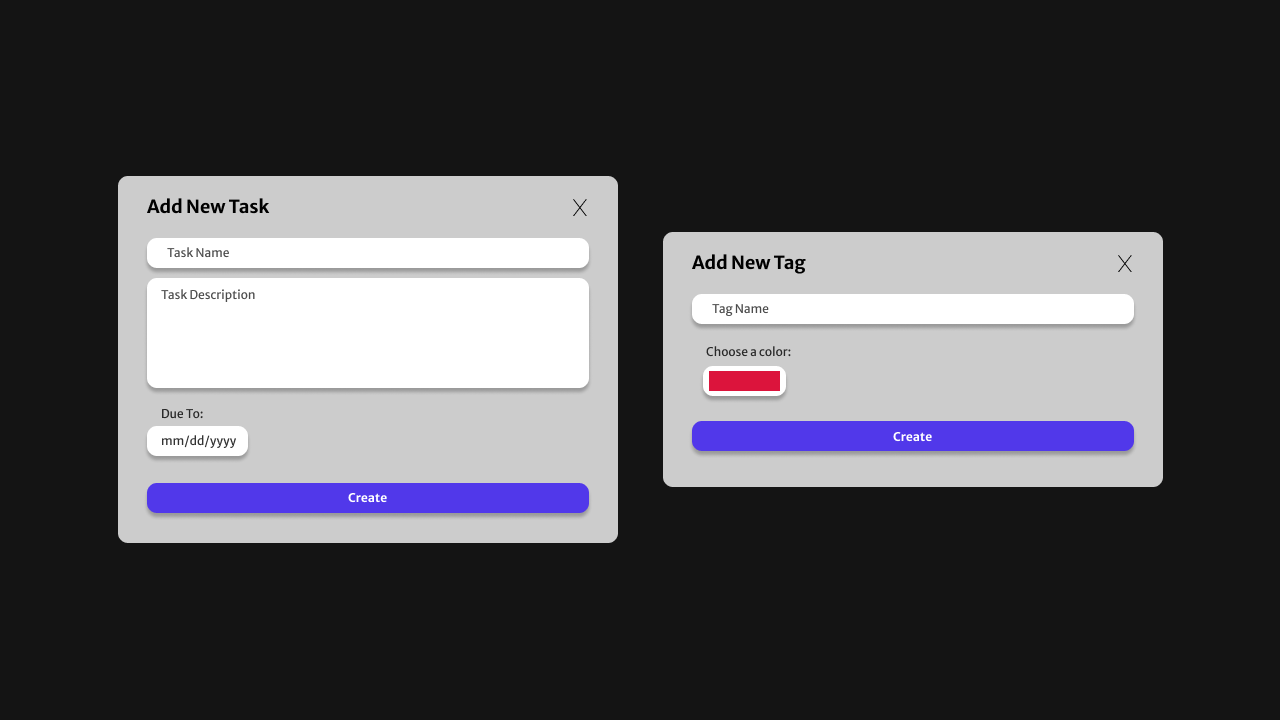 Add New Task
X
Task Name
Task Description
Due To:
mm/dd/yyyy
Create
Add New Tag
X
Tag Name
Choose a color:
Create